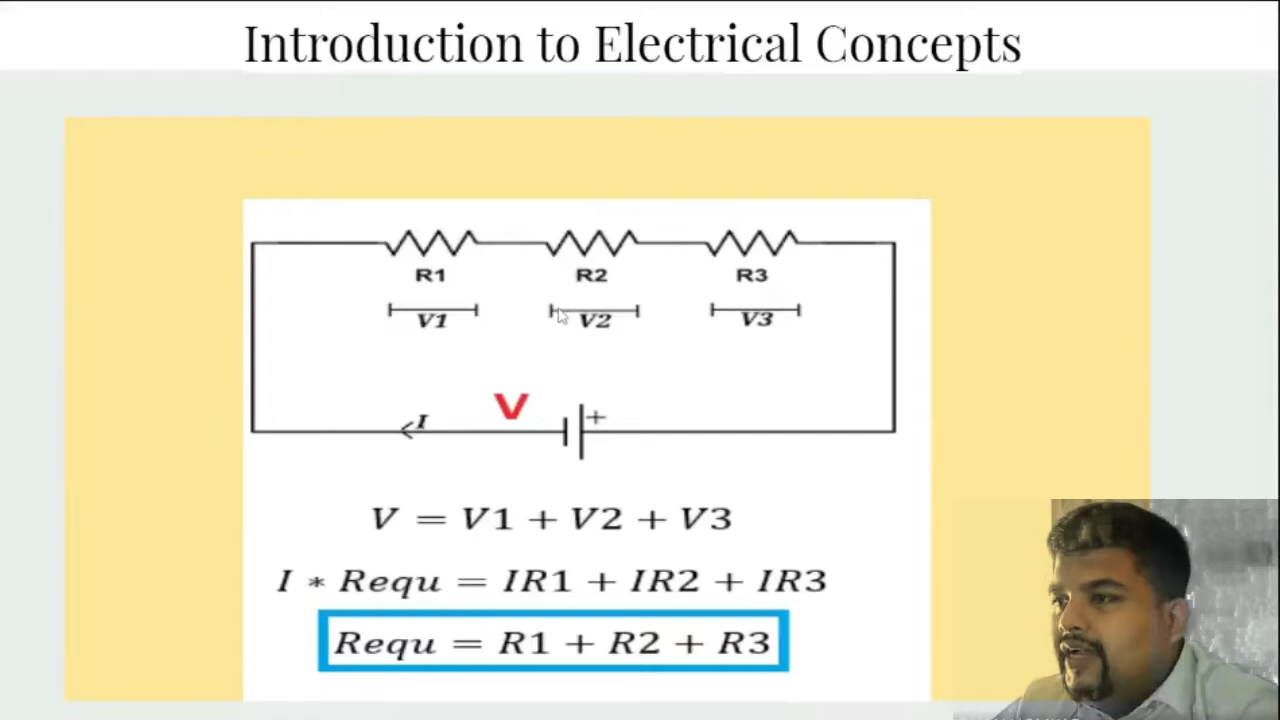 Introduction to Electrical Concepts
R1 R2 R3
V1 V2 V3
I V +
V = V1 + V2 + V3
I * Requ = IR1 + IR2 + IR3
Requ = R1 + R2 + R3